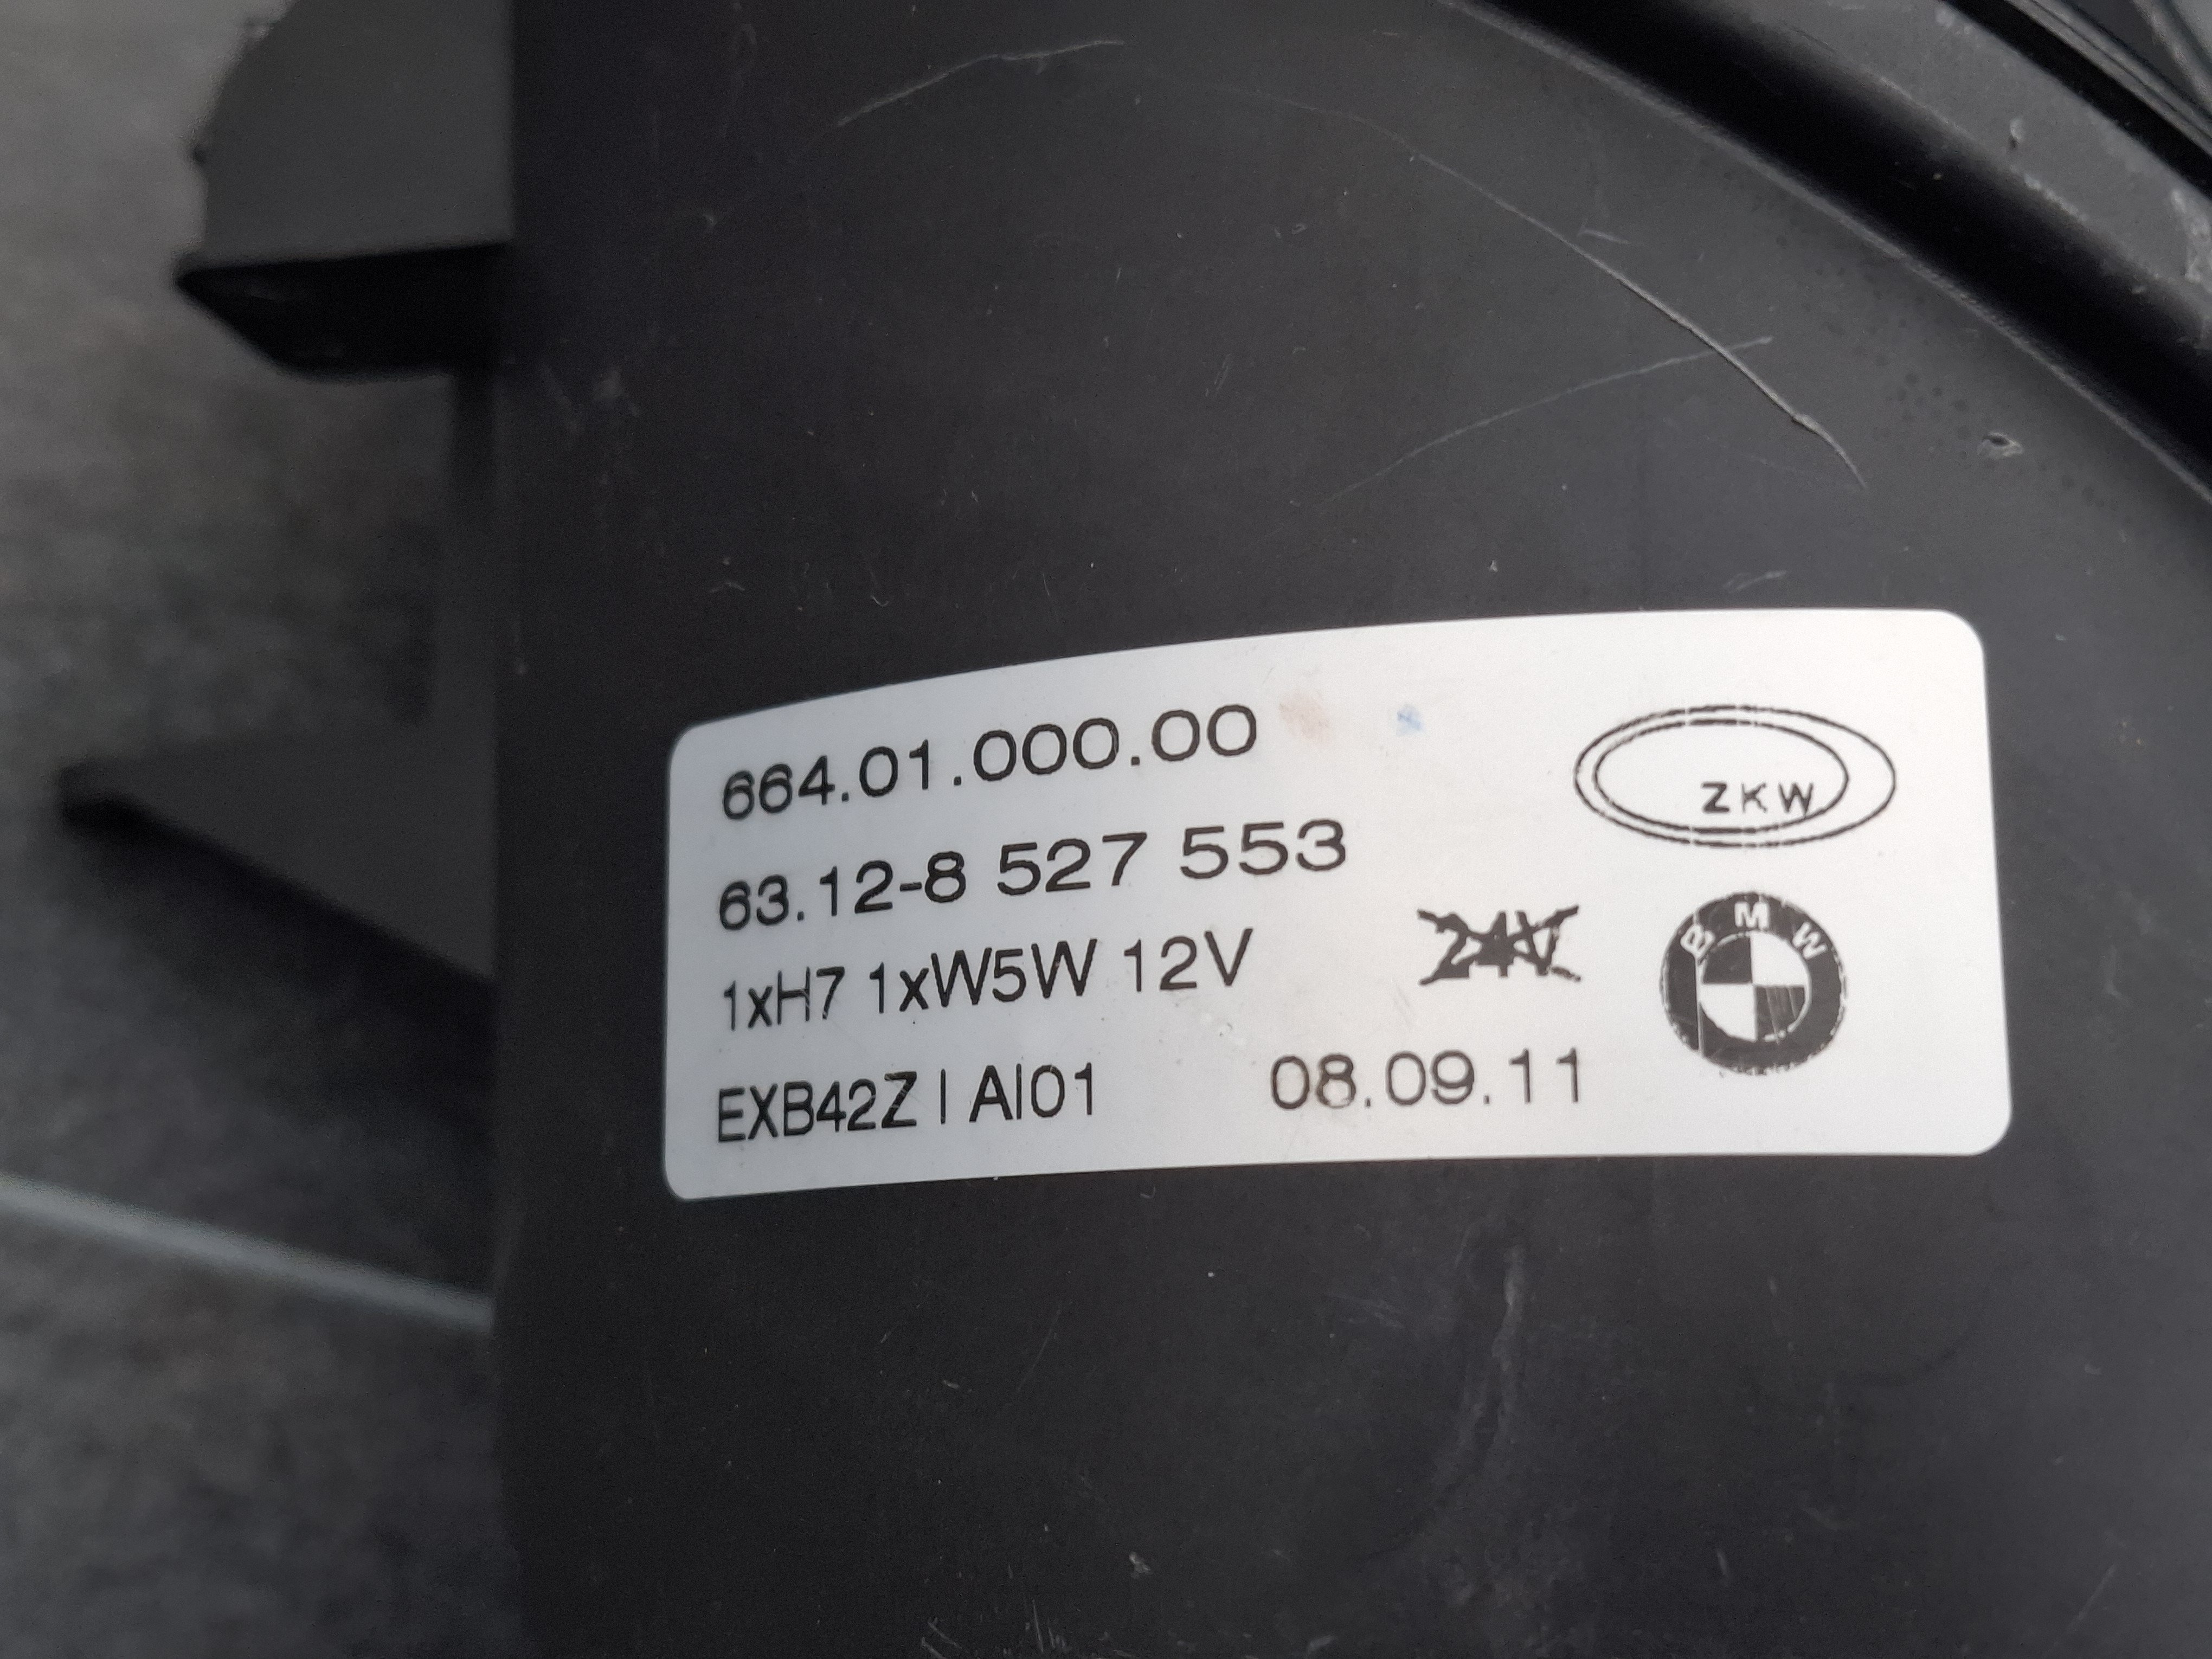 664.01.000.00
ZKW
63.12-8 527 553
1xH7 1xW5W 12V
24V
BMW
EXB42Z | AI01
08.09.11